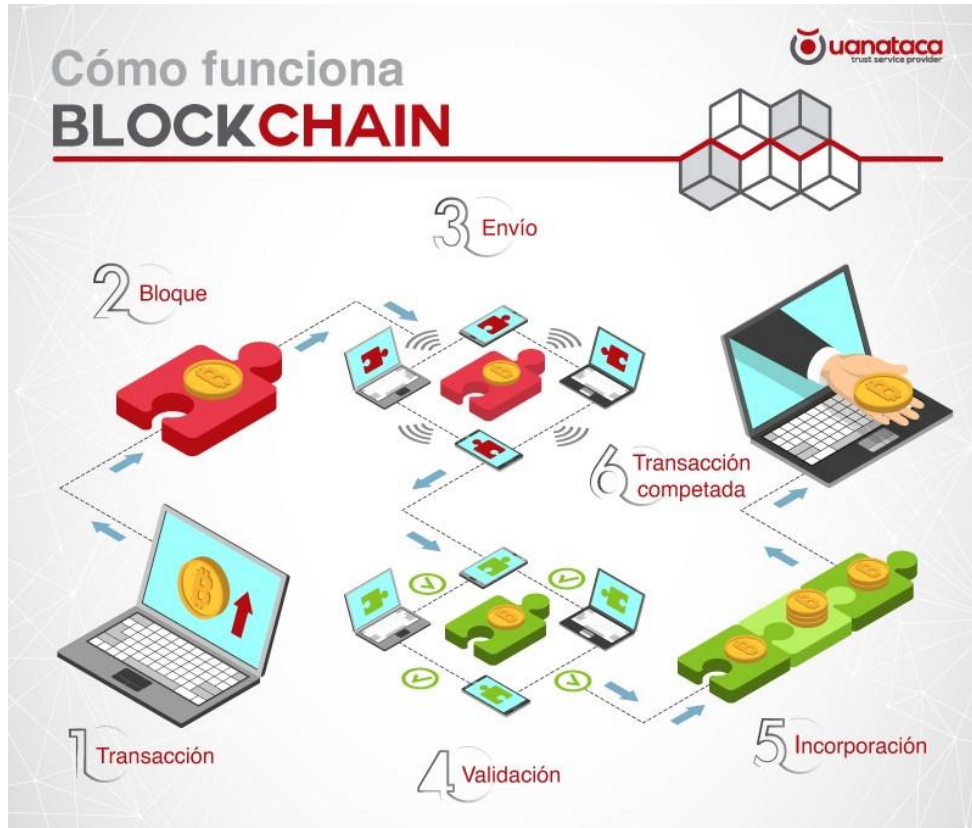 Cómo funciona
BLOCKCHAIN
uanataca
trust service provider
1 Transacción
2 Bloque
3 Envío
4 Validación
5 Incorporación
6 Transacción
competada